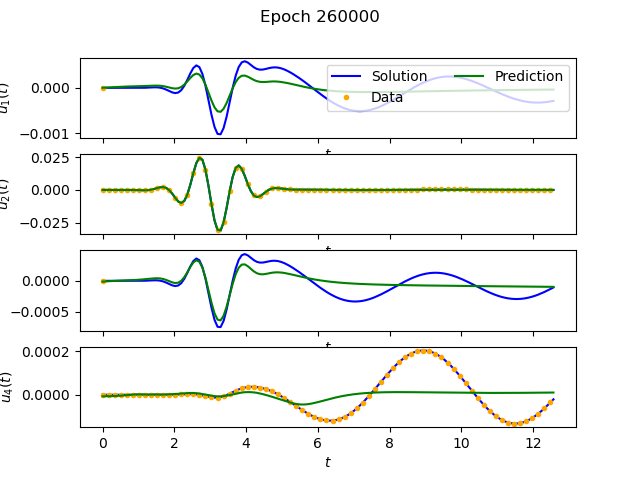 Epoch 260000
u1(t)
0.000
-0.001
Solution
Prediction
Data
t
u2(t)
0.025
0.000
−0.025
t
0.0000
−0.0005
t
u4(t)
0.0002
0.0000
0 2 4 6 8 10 12
t